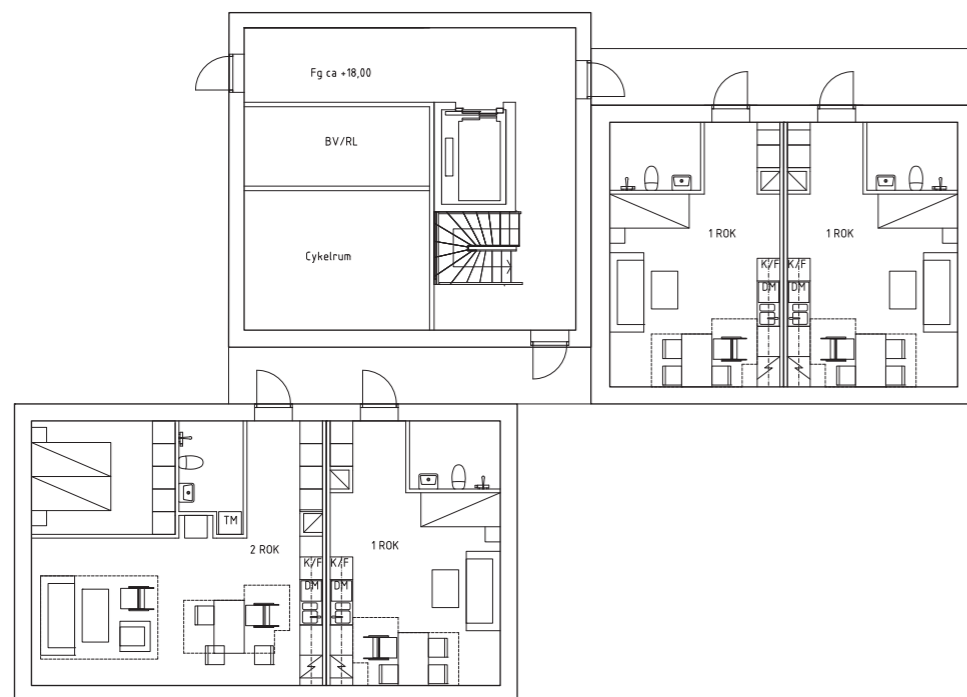 Fg ca +18,00
BV/RL
Cykelrum
1 ROK
1 ROK
K/F K/F
DM DM
TM
2 ROK
1 ROK
K/F K/F
DM DM